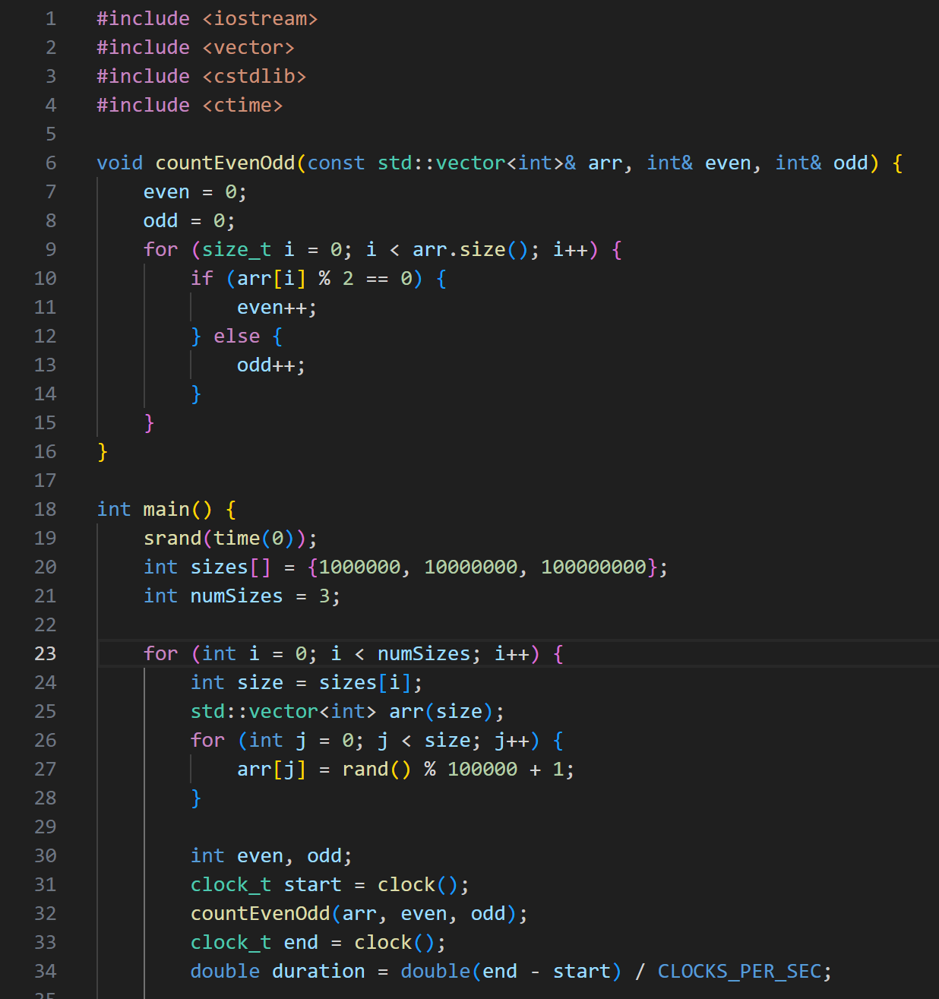 1 #include <iostream>
2 #include <vector>
3 #include <cstdlib>
4 #include <ctime>
5
6 void countEvenOdd(const std::vector<int>& arr, int& even, int& odd) {
7     even = 0;
8     odd = 0;
9     for (size_t i = 0; i < arr.size(); i++) {
10         if (arr[i] % 2 == 0) {
11             even++;
12         } else {
13             odd++;
14         }
15     }
16 }
17
18 int main() {
19     srand(time(0));
20     int sizes[] = {1000000, 10000000, 100000000};
21     int numSizes = 3;
22
23     for (int i = 0; i < numSizes; i++) {
24         int size = sizes[i];
25         std::vector<int> arr(size);
26         for (int j = 0; j < size; j++) {
27             arr[j] = rand() % 100000 + 1;
28         }
29
30         int even, odd;
31         clock_t start = clock();
32         countEvenOdd(arr, even, odd);
33         clock_t end = clock();
34         double duration = double(end - start) / CLOCKS_PER_SEC;
35